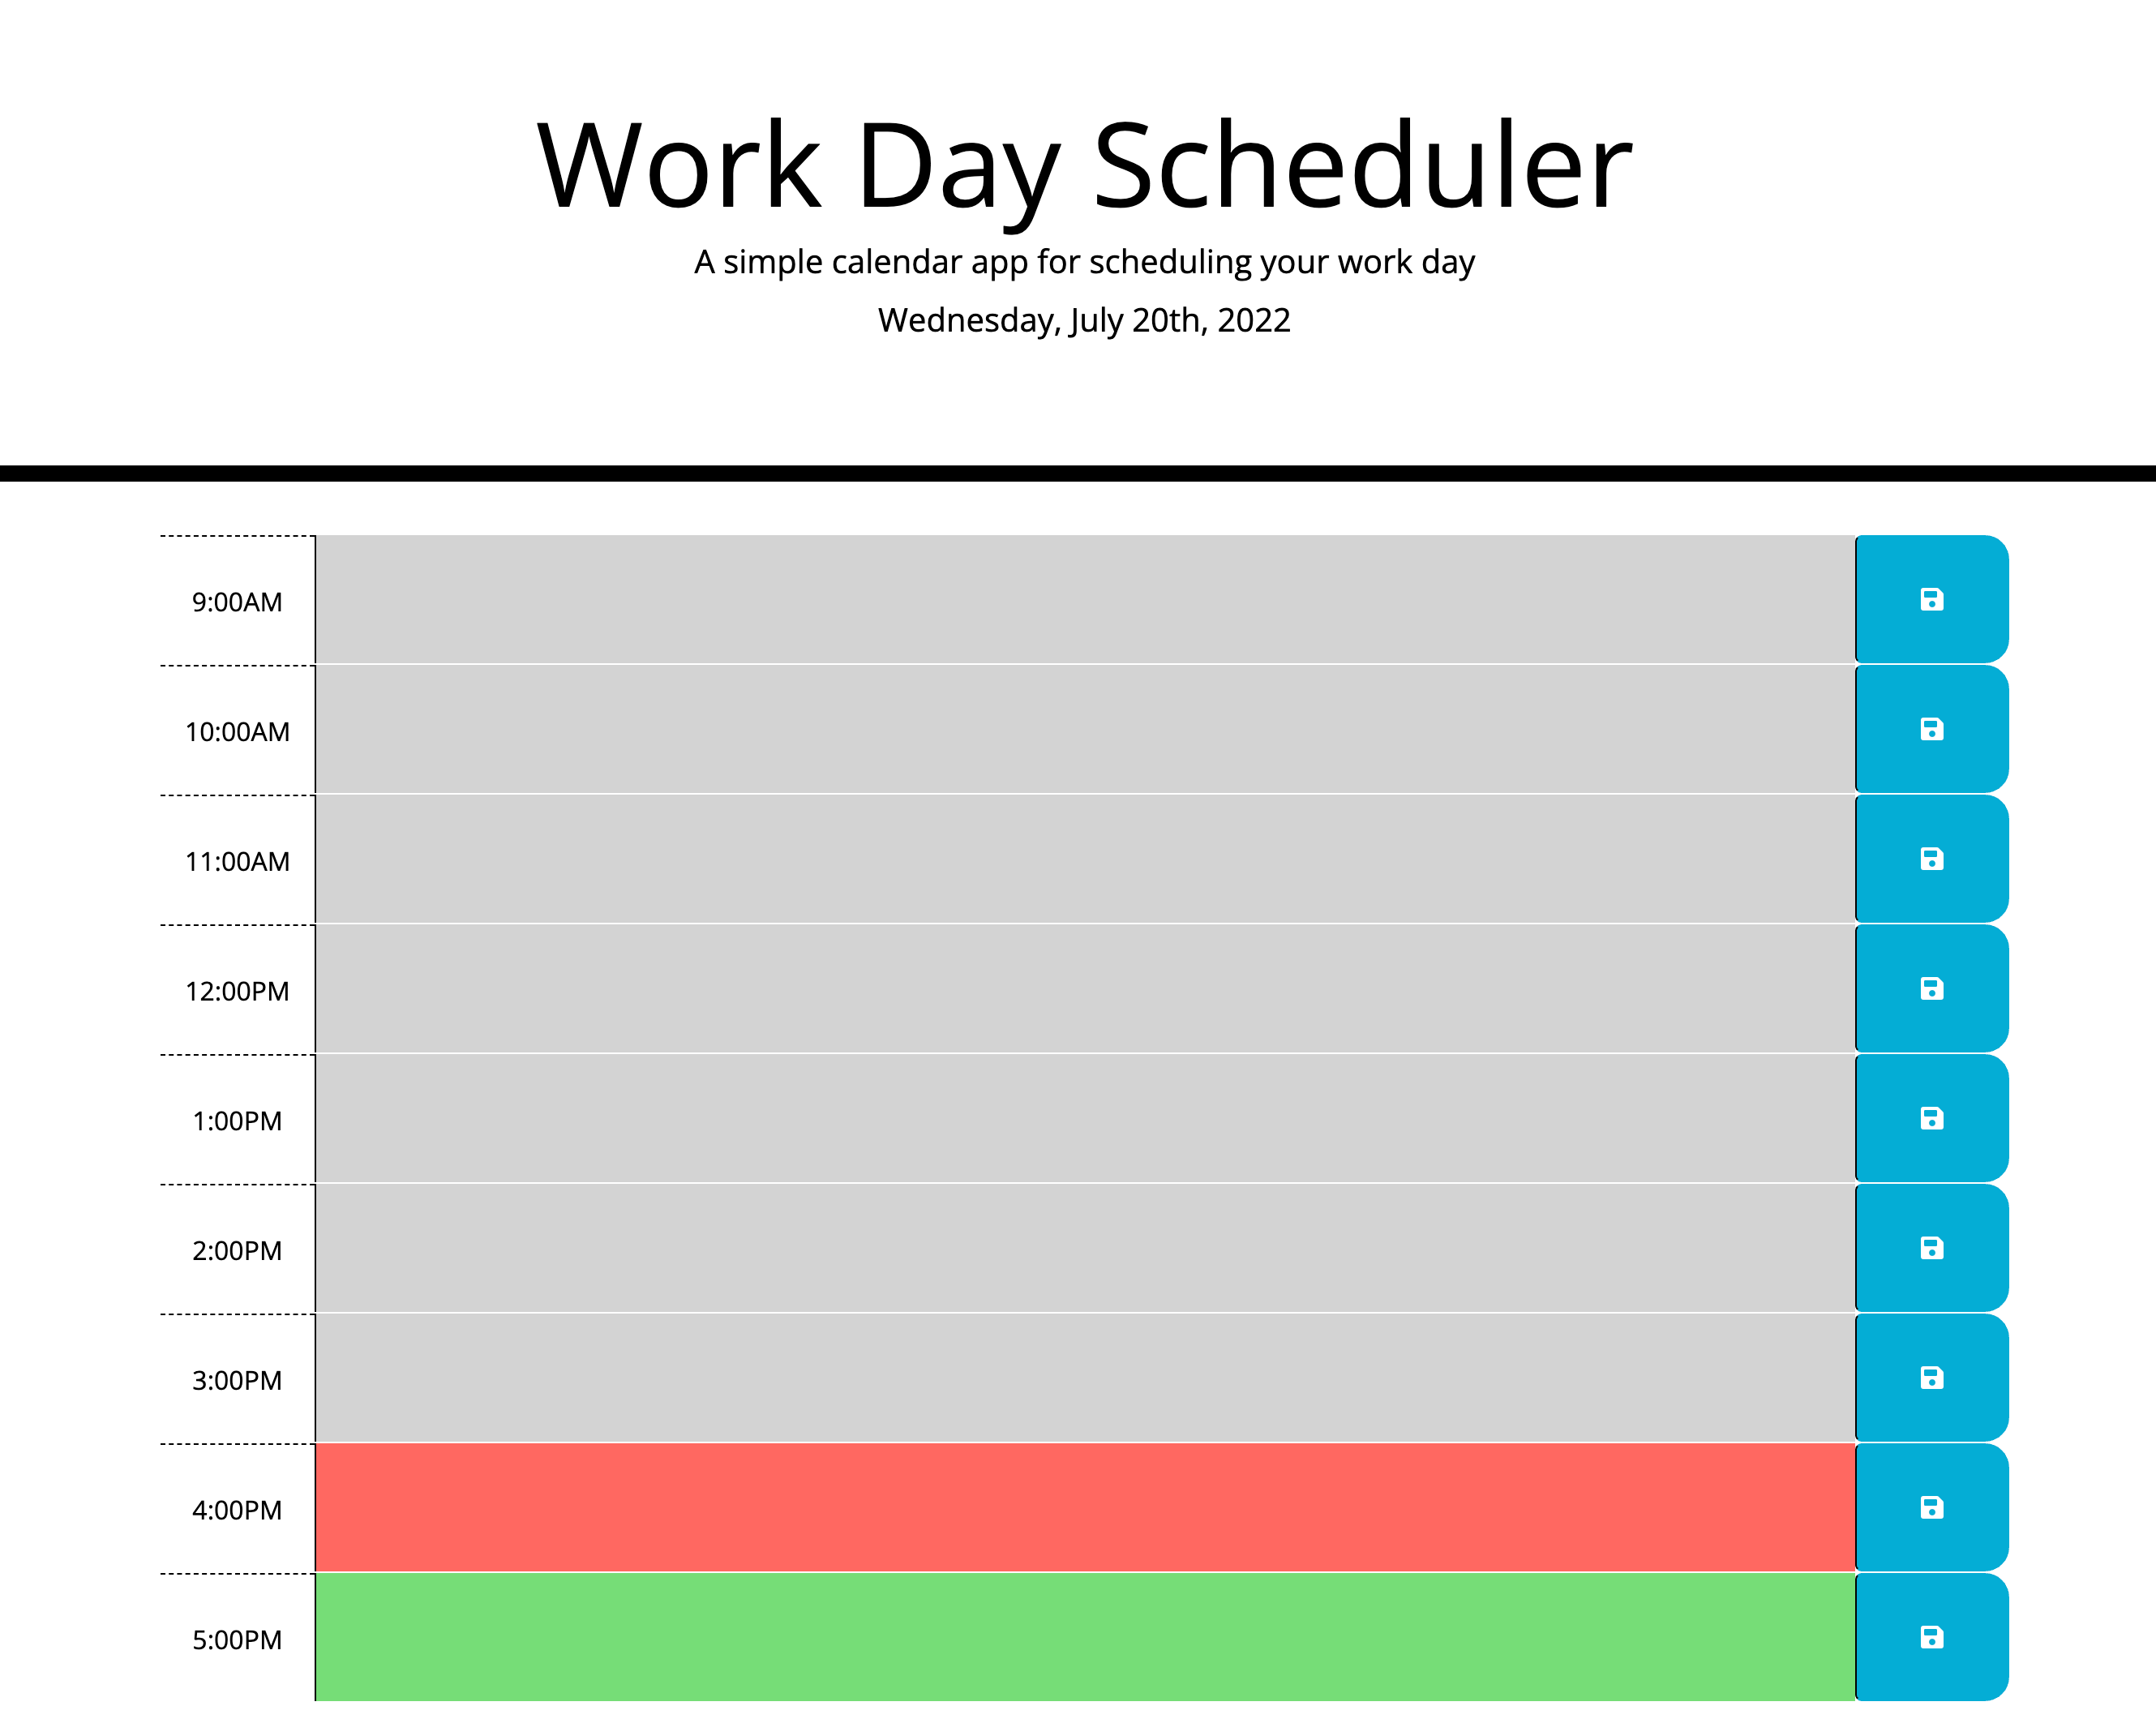 Work Day Scheduler
A simple calendar app for scheduling your work day
Wednesday, July 20th, 2022
9:00AM
10:00AM
11:00AM
12:00PM
1:00PM
2:00PM
3:00PM
4:00PM
5:00PM